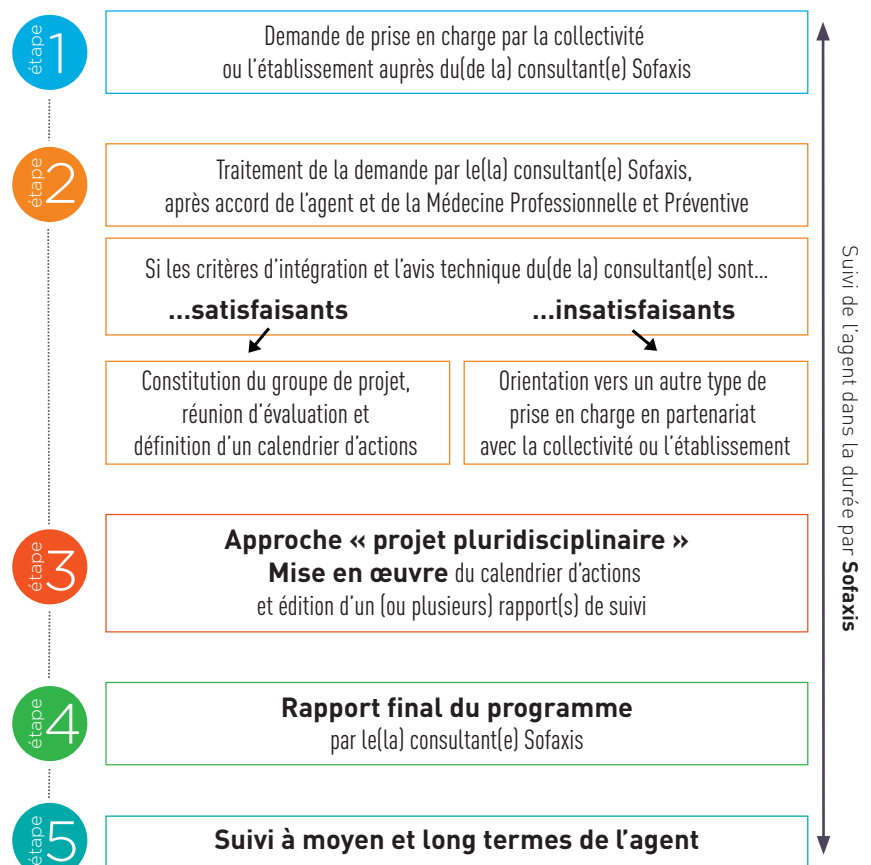 étape 1
Demande de prise en charge par la collectivité
ou l'établissement auprès du(de la) consultant(e) Sofaxis
étape 2
Traitement de la demande par le(la) consultant(e) Sofaxis,
après accord de l'agent et de la Médecine Professionnelle et Préventive
Si les critères d'intégration et l'avis technique du(de la) consultant(e) sont...
...satisfaisants
...insatisfaisants
Constitution du groupe de projet,
réunion d'évaluation et
définition d'un calendrier d'actions
Orientation vers un autre type de
prise en charge en partenariat
avec la collectivité ou l'établissement
étape 3
Approche « projet pluridisciplinaire »
Mise en œuvre du calendrier d'actions
et édition d'un (ou plusieurs) rapport(s) de suivi
étape 4
Rapport final du programme
par le(la) consultant(e) Sofaxis
étape 5
Suivi à moyen et long termes de l'agent
Suivi de l'agent dans la durée par Sofaxis